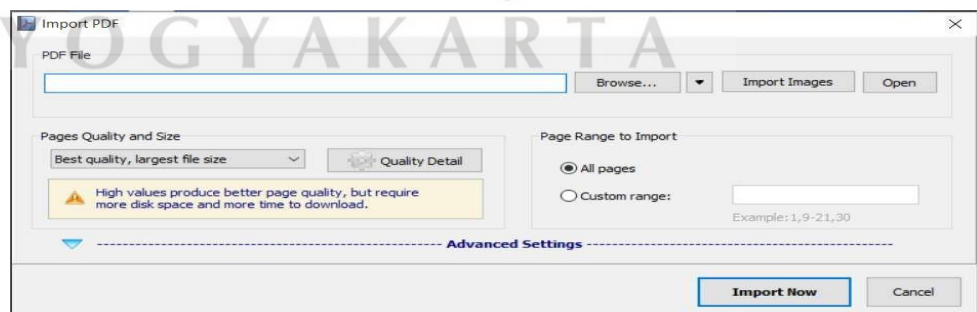 Import PDF
YOGYAKARTA
PDF File
Browse...
Import Images
Open
Pages Quality and Size
Best quality, largest file size
Quality Detail
High values produce better page quality, but require
more disk space and more time to download.
Page Range to Import
All pages
Custom range:
Example:1,9-21,30
Advanced Settings
Import Now
Cancel